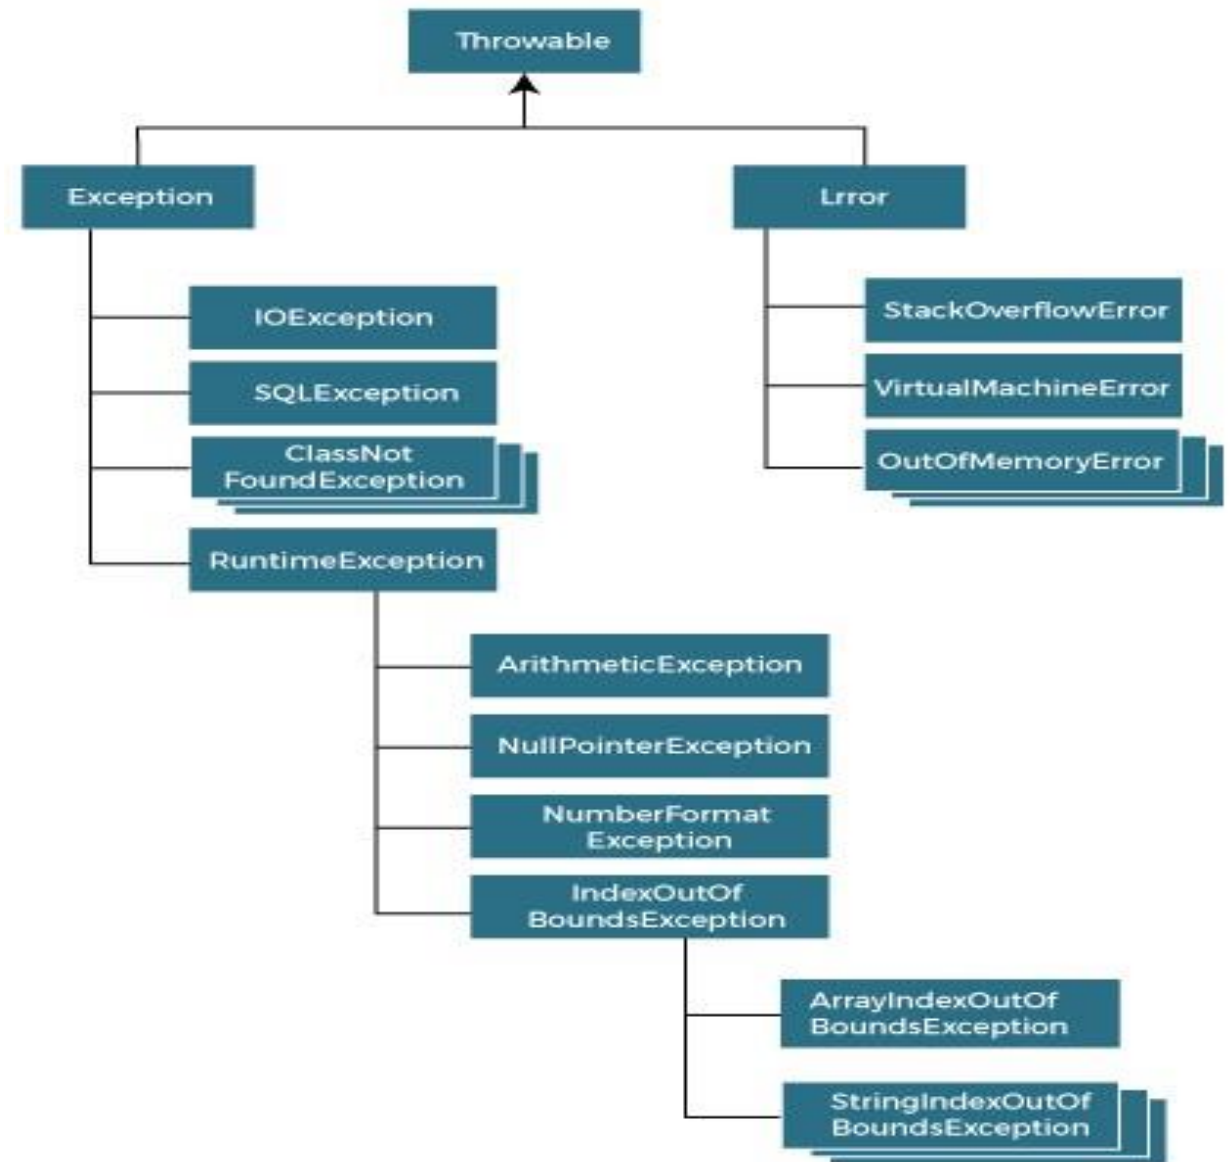 Throwable
Exception
Lrror
IOException
SQLException
ClassNot
FoundException
RuntimeException
StackOverflowError
VirtualMachineError
OutOfMemoryError
ArithmeticException
NullPointerException
NumberFormat
Exception
IndexOutOf
BoundsException
ArrayIndexOutOf
BoundsException
StringIndexOutOf
BoundsException